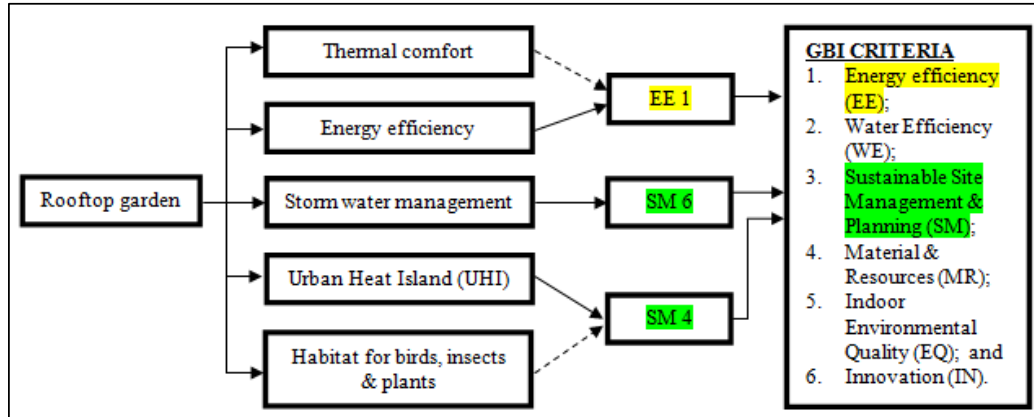 Rooftop garden
Thermal comfort
Energy efficiency
Storm water management
Urban Heat Island (UHI)
Habitat for birds, insects
& plants
EE 1
SM 6
SM 4
GBI CRITERIA
1. Energy efficiency
(EE);
2. Water Efficiency
(WE);
3. Sustainable Site
Management &
Planning (SM);
4. Material &
Resources (MR);
5. Indoor
Environmental
Quality (EQ); and
6. Innovation (IN).